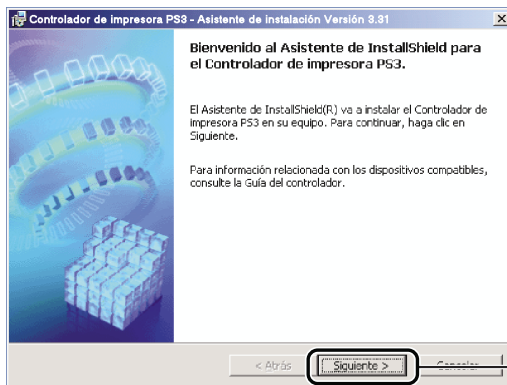 Controlador de impresora PS3 - Asistente de instalación Versión 3.31
Bienvenido al Asistente de InstallShield para
el Controlador de impresora PS3.
El Asistente de InstallShield(R) va a instalar el Controlador de
impresora PS3 en su equipo. Para continuar, haga clic en
Siguiente.
Para información relacionada con los dispositivos compatibles,
consulte la Guía del controlador.
< Atrás
Siguiente >
Cancelar